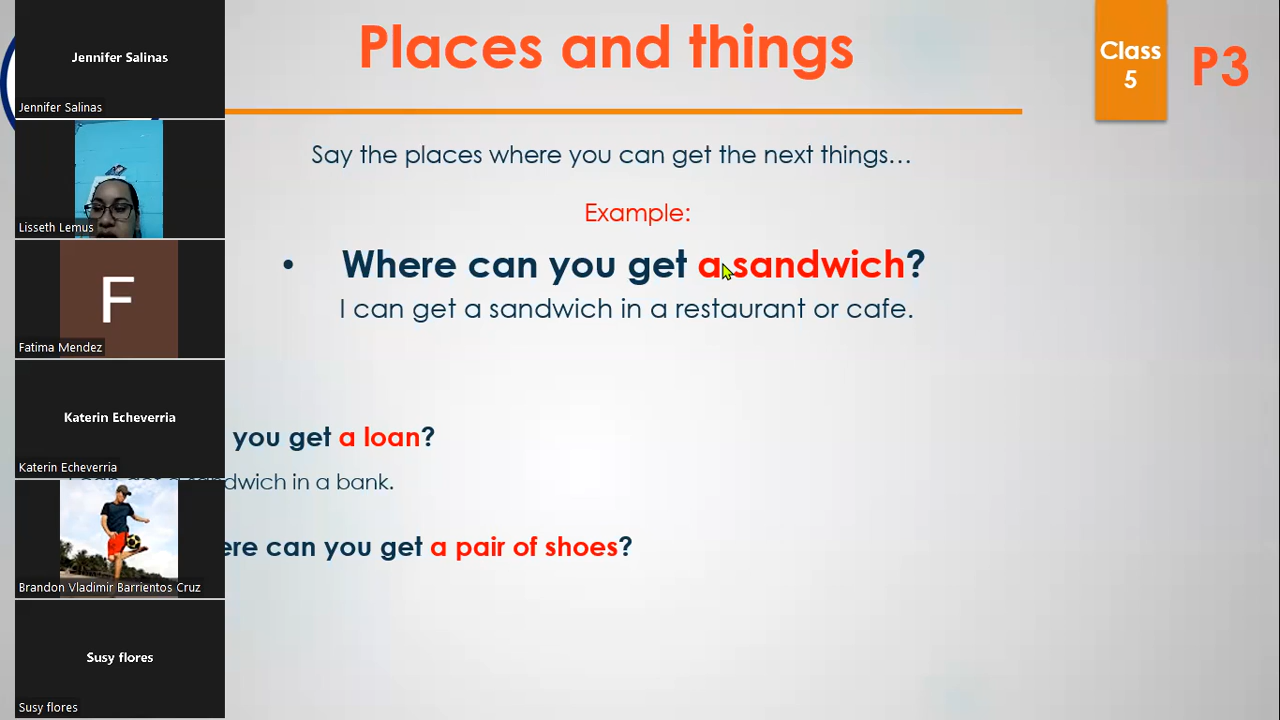 Places and things
Class
5
P3
Say the places where you can get the next things...
Example:
• Where can you get a sandwich?
I can get a sandwich in a restaurant or cafe.
you get a loan?
in a bank.
can you get a pair of shoes?
Jennifer Salinas
Jennifer Salinas
Lisseth Lemus
F
Fatima Mendez
Katerin Echeverria
Katerin Echeverria
Brandon Vladimir Barrientos Cruz
Susy flores
Susy flores